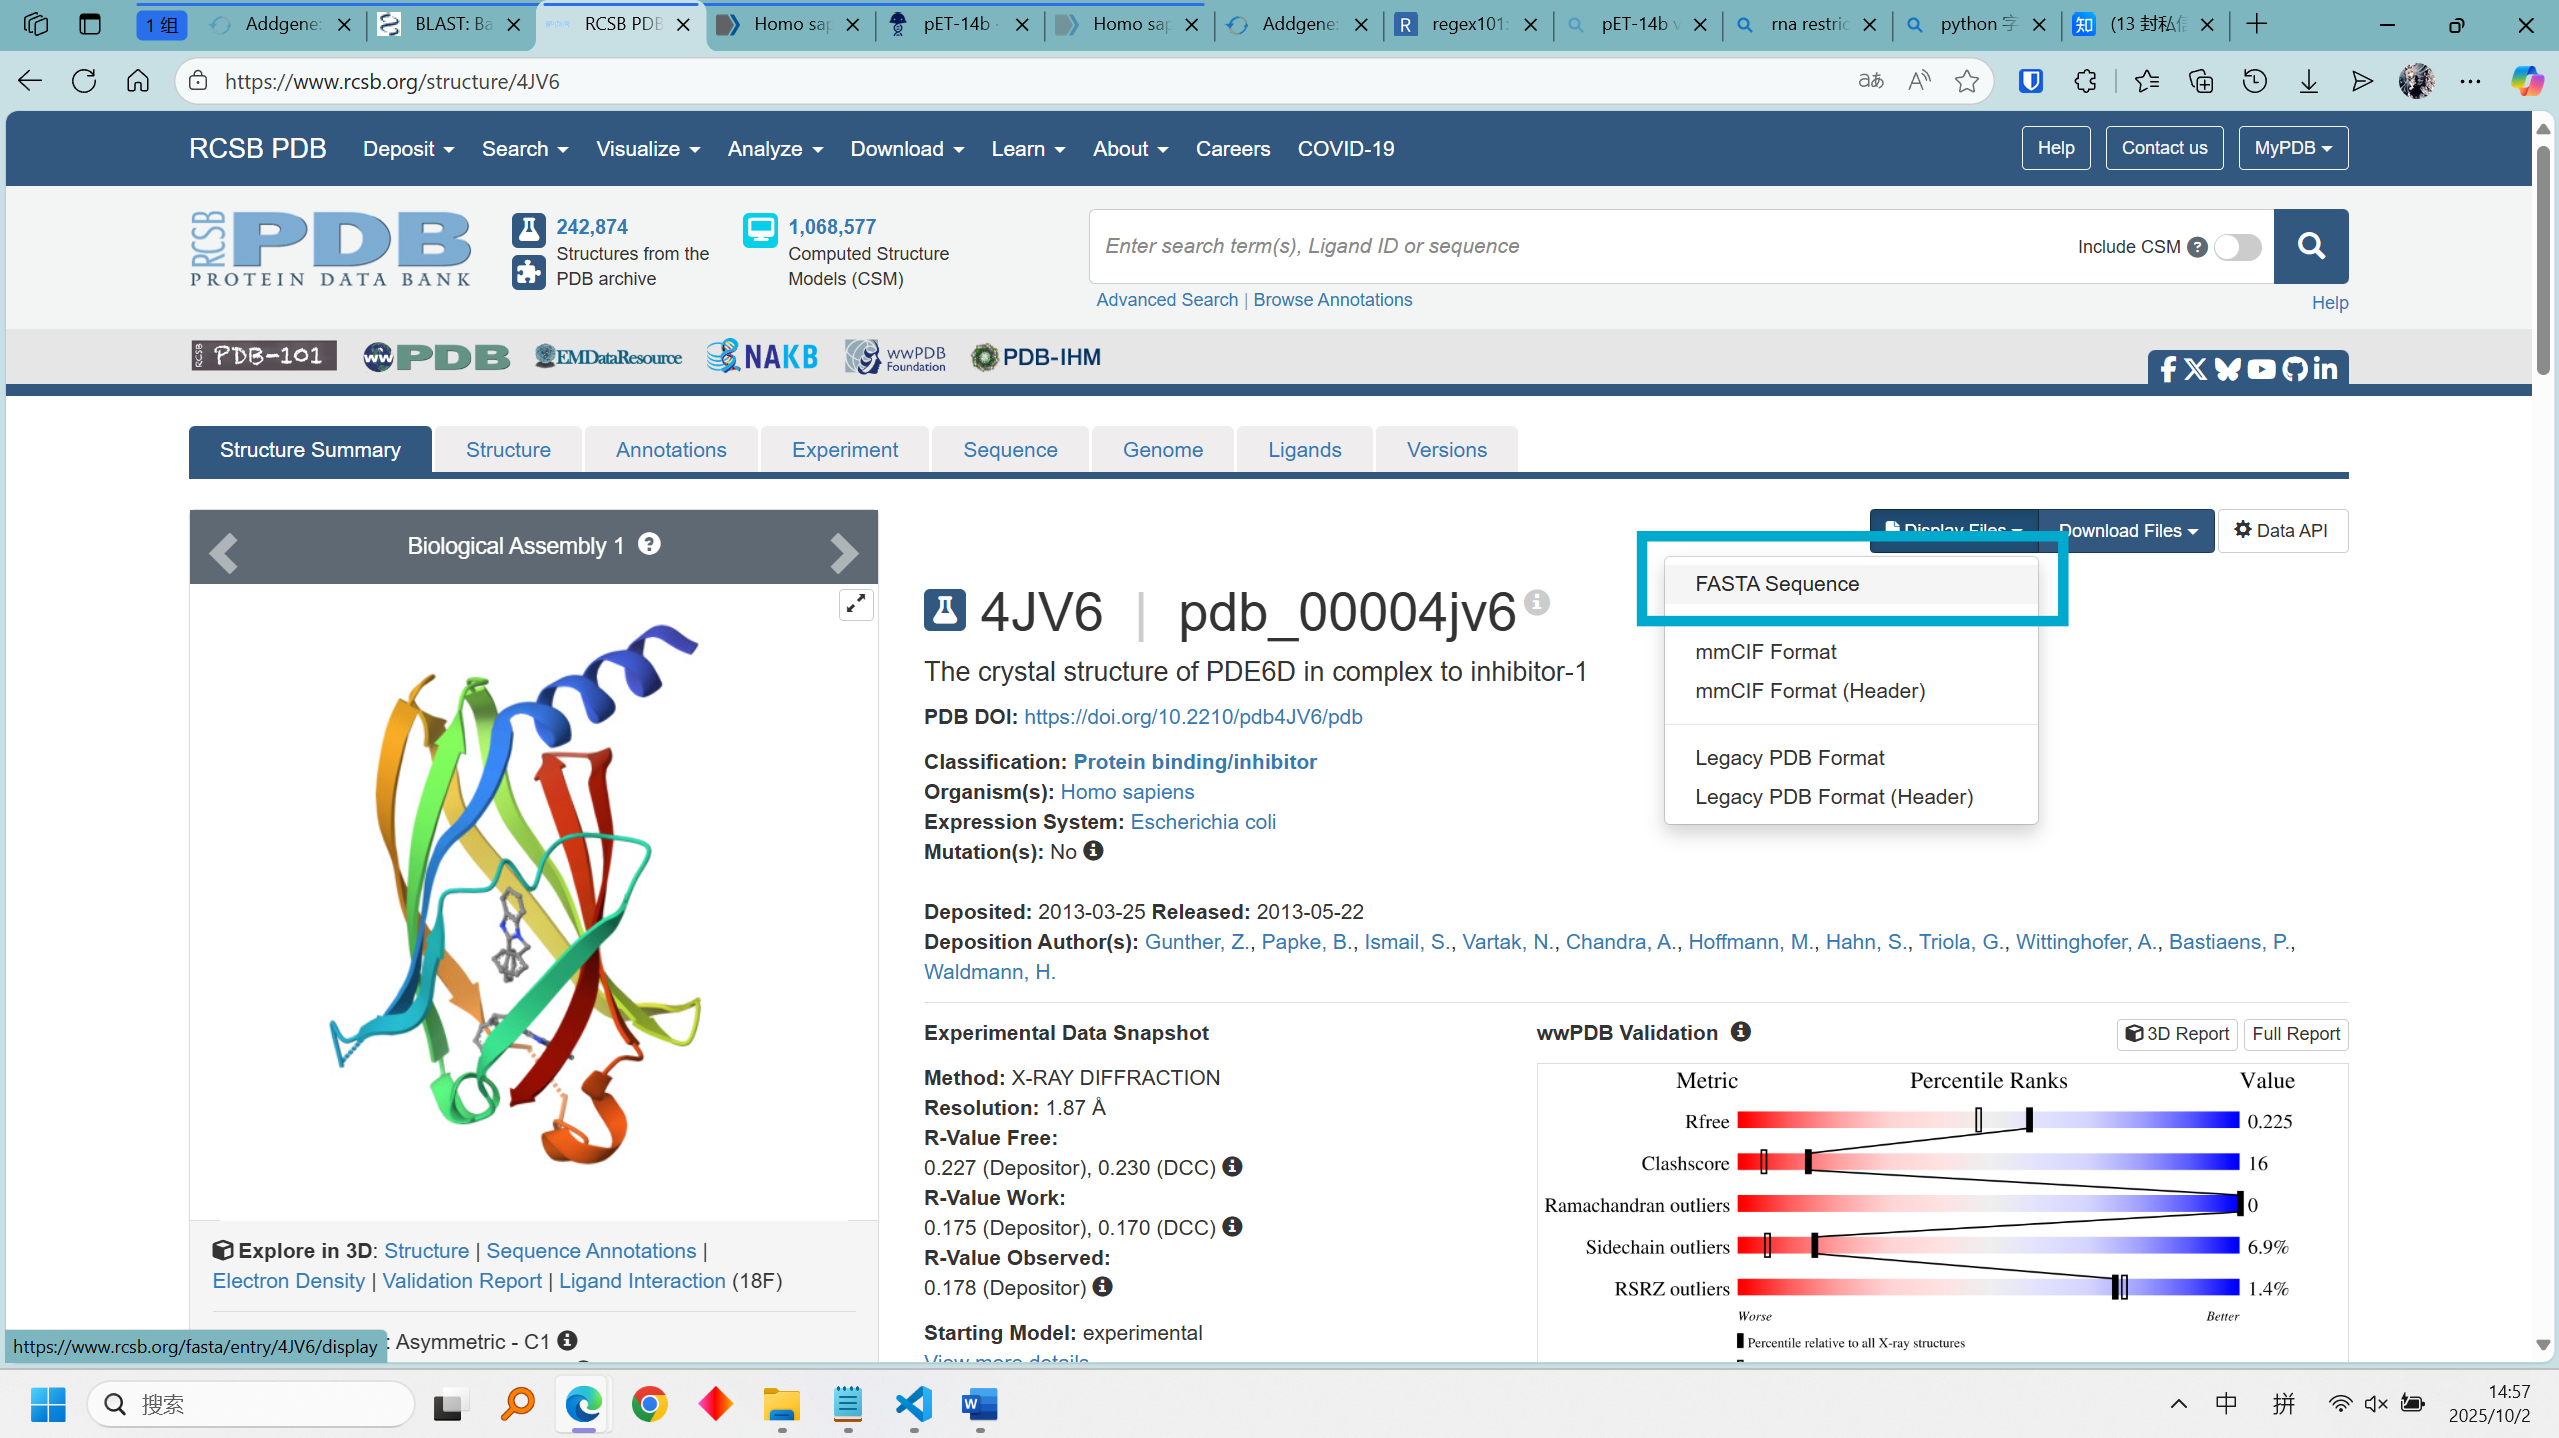 1 组
Addgene:
BLAST: Ba
RCSB PDB
Homo sap
pET-14b -
Homo sap
Addgene:
regex101:
pET-14b v
rna restric
python 字
(13 封私信
https://www.rcsb.org/structure/4JV6
RCSB PDB Deposit Search Visualize Analyze Download Learn About Careers COVID-19
Help Contact us MyPDB
RCSB PDB
PROTEIN DATA BANK
242,874
Structures from the
PDB archive
1,068,577
Computed Structure
Models (CSM)
Enter search term(s), Ligand ID or sequence
Include CSM
Advanced Search | Browse Annotations
Help
RCSB PDB-101
wwPDB
EMDataResource
NAKB
wwPDB
Foundation
PDB-IHM
Structure Summary Structure Annotations Experiment Sequence Genome Ligands Versions
Biological Assembly 1
Display Files Download Files Data API
FASTA Sequence
mmCIF Format
mmCIF Format (Header)
Legacy PDB Format
Legacy PDB Format (Header)
4JV6 | pdb_00004jv6
The crystal structure of PDE6D in complex to inhibitor-1
PDB DOI: https://doi.org/10.2210/pdb4JV6/pdb
Classification: Protein binding/inhibitor
Organism(s): Homo sapiens
Expression System: Escherichia coli
Mutation(s): No
Deposited: 2013-03-25 Released: 2013-05-22
Deposition Author(s): Gunther, Z., Papke, B., Ismail, S., Vartak, N., Chandra, A., Hoffmann, M., Hahn, S., Triola, G., Wittinghofer, A., Bastiaens, P.,
Waldmann, H.
Experimental Data Snapshot
Method: X-RAY DIFFRACTION
Resolution: 1.87 Å
R-Value Free:
0.227 (Depositor), 0.230 (DCC)
R-Value Work:
0.175 (Depositor), 0.170 (DCC)
R-Value Observed:
0.178 (Depositor)
Starting Model: experimental
View more details
wwPDB Validation
3D Report Full Report
Metric Percentile Ranks Value
Rfree 0.225
Clashscore 16
Ramachandran outliers 0
Sidechain outliers 6.9%
RSRZ outliers 1.4%
Worse Better
Percentile relative to all X-ray structures
Explore in 3D: Structure | Sequence Annotations |
Electron Density | Validation Report | Ligand Interaction (18F)
: Asymmetric - C1
https://www.rcsb.org/fasta/entry/4JV6/display
搜索
中
拼
14:57
2025/10/2